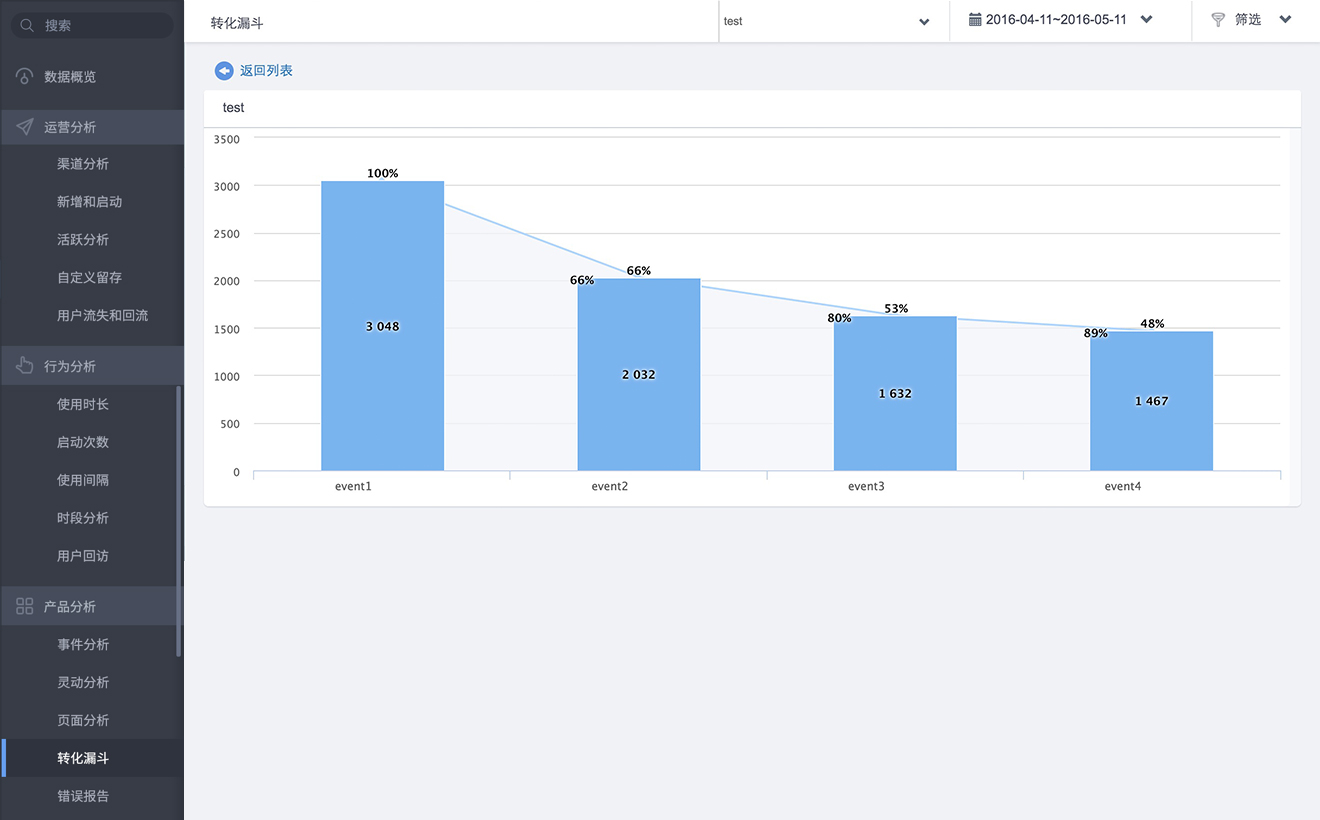 搜索
数据概览
运营分析
渠道分析
新增和启动
活跃分析
自定义留存
用户流失和回流
行为分析
使用时长
启动次数
使用间隔
时段分析
用户回访
产品分析
事件分析
灵动分析
页面分析
转化漏斗
错误报告
转化漏斗
test
2016-04-11~2016-05-11
筛选
返回列表
test
3500
3000
2500
2000
1500
1000
500
0
100%
3 048
66%
66%
2 032
80%
53%
1 632
89%
48%
1 467
event1
event2
event3
event4